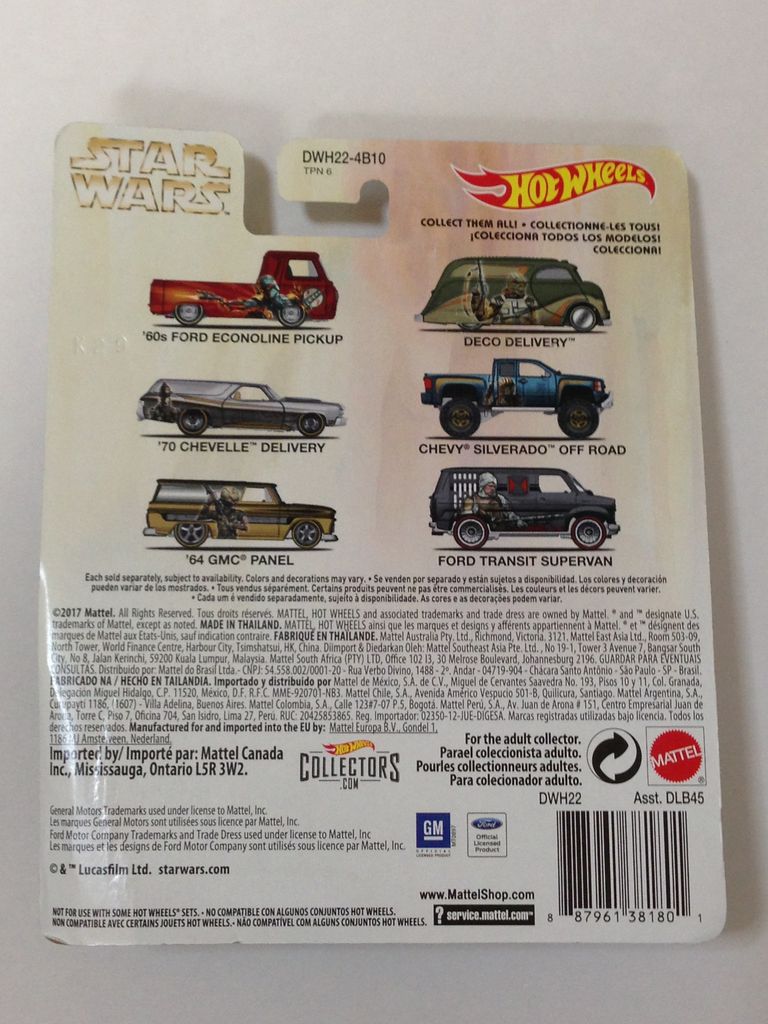 STAR
WARS
DWH22-4B10
TPN 6
Hot Wheels
COLLECT THEM ALL! • COLLECTIONNE-LES TOUS!
¡COLECCIONA TODOS LOS MODELOS!
COLECCIONA!
'60s FORD ECONOLINE PICKUP
DECO DELIVERY™
'70 CHEVELLE™ DELIVERY
CHEVY® SILVERADO™ OFF ROAD
'64 GMC® PANEL
FORD TRANSIT SUPERVAN
Each sold separately, subject to availability. Colors and decorations may vary. • Se venden por separado y están sujetos a disponibilidad. Los colores y decoración
pueden variar de los mostrados. • Tous vendus séparément. Certains produits peuvent ne pas être commercialisés. Les couleurs et les décors peuvent varier.
• Cada um é vendido separadamente, sujeito à disponibilidade. As cores e as decorações podem variar.
©2017 Mattel. All Rights Reserved. Tous droits réservés. MATTEL, HOT WHEELS and associated trademarks and trade dress are owned by Mattel. ® and ™ designate U.S.
trademarks of Mattel, except as noted. MADE IN THAILAND. MATTEL, HOT WHEELS ainsi que les marques et designs y afférents appartiennent à Mattel. ® et ™ désignent des
marques de Mattel aux États-Unis, sauf indication contraire. FABRIQUÉ EN THAÏLANDE. Mattel Australia Pty. Ltd., Richmond, Victoria. 3121. Mattel East Asia Ltd., Room 503-09,
North Tower, World Finance Centre, Harbour City, Tsimshatsui, HK, China. Diimport & Diedarkan Oleh: Mattel Southeast Asia Pte. Ltd., No 19-1, Tower 3 Avenue 7, Bangsar South
City, No 8, Jalan Kerinchi, 59200 Kuala Lumpur, Malaysia. Mattel South Africa (PTY) LTD, Office 102 I3, 30 Melrose Boulevard, Johannesburg 2196. GUARDAR PARA EVENTUAIS
CONSULTAS. Distribuido por: Mattel do Brasil Ltda.- CNPJ: 54.558.002/0001-20 - Rua Verbo Divino, 1488 - 2º. Andar - 04719-904 - Chácara Santo Antônio - São Paulo - SP - Brasil.
FABRICADO NA / HECHO EN TAILANDIA. Importado y distribuido por Mattel de México, S.A. de C.V., Miguel de Cervantes Saavedra No. 193, Pisos 10 y 11, Col. Granada,
Delegación Miguel Hidalgo, C.P. 11520, México, D.F. R.F.C. MME-920701-NB3. Mattel Chile, S.A., Avenida Américo Vespucio 501-B, Quilicura, Santiago. Mattel Argentina, S.A.,
Curupaytí 1186, (1607) - Villa Adelina, Buenos Aires. Mattel Colombia, S.A., Calle 123#7-07 P.5, Bogotá. Mattel Perú, S.A., Av. Juan de Arona # 151, Centro Empresarial Juan de
Arona, Torre C, Piso 7, Oficina 704, San Isidro, Lima 27, Perú. RUC: 20425853865. Reg. Importador: 02350-12-JUE-DIGESA. Marcas registradas utilizadas bajo licencia. Todos los
derechos reservados. Manufactured for and imported into the EU by: Mattel Europa B.V., Gondel 1,
1186MJ Amstelveen, Nederland.
Imported by/ Importé par: Mattel Canada
Inc., Mississauga, Ontario L5R 3W2.
Hot Wheels
COLLECTORS
.COM
For the adult collector.
Para el coleccionista adulto.
Pour les collectionneurs adultes.
Para colecionador adulto.
MATTEL
DWH22
Asst. DLB45
General Motors Trademarks used under license to Mattel, Inc.
Les marques General Motors sont utilisées sous licence par Mattel, Inc.
Ford Motor Company Trademarks and Trade Dress used under license to Mattel, Inc
Les marques et les designs de Ford Motor Company sont utilisés sous licence par Mattel, Inc.
GM
OFFICIAL
LICENSED PRODUCT
Ford
Official
Licensed
Product
© & ™ Lucasfilm Ltd. starwars.com
www.MattelShop.com
? service.mattel.com™
NOT FOR USE WITH SOME HOT WHEELS® SETS. • NO COMPATIBLE CON ALGUNOS CONJUNTOS HOT WHEELS.
NON COMPATIBLE AVEC CERTAINS JOUETS HOT WHEELS.• NÃO COMPATÍVEL COM ALGUNS CONJUNTOS HOT WHEELS.
8 87961 38180 1